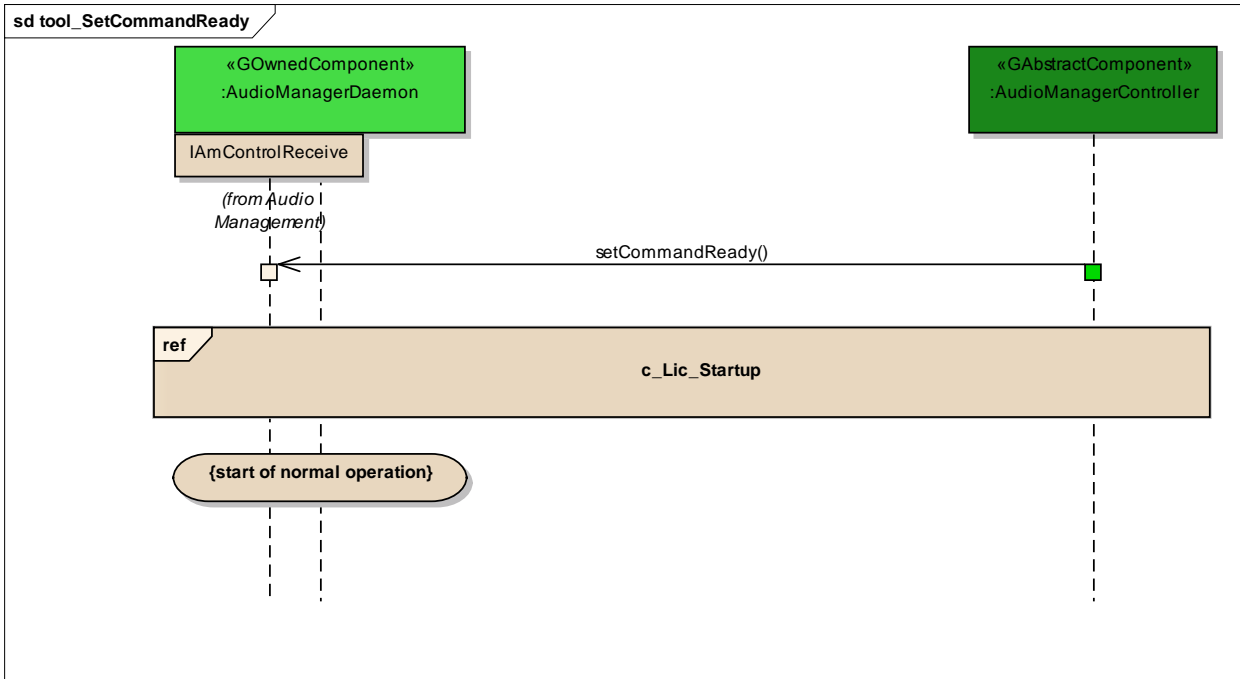 sd tool_SetCommandReady
«GOwnedComponent»
:AudioManagerDaemon
«GAbstractComponent»
:AudioManagerController
IAmControlReceive
(from Audio
Management)
setCommandReady()
ref
c_Lic_Startup
{start of normal operation}